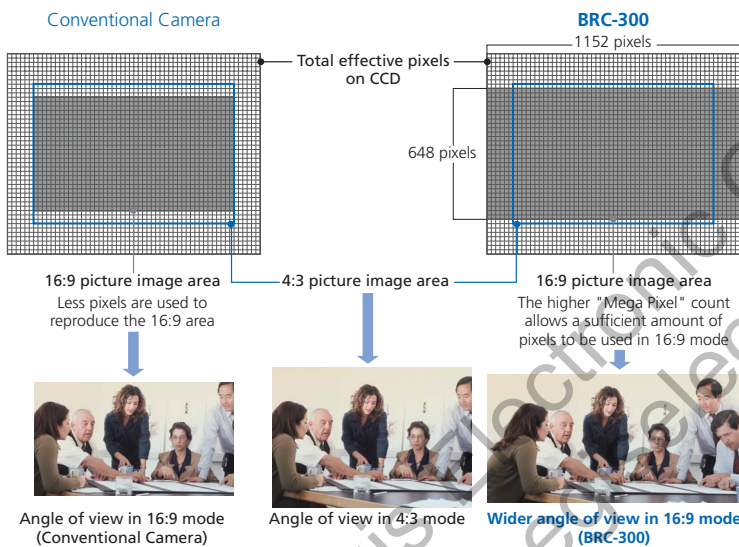 Conventional Camera
BRC-300
1152 pixels
Total effective pixels
on CCD
648 pixels
16:9 picture image area
4:3 picture image area
16:9 picture image area
Less pixels are used to
reproduce the 16:9 area
The higher "Mega Pixel" count
allows a sufficient amount of
pixels to be used in 16:9 mode
Angle of view in 16:9 mode
(Conventional Camera)
Angle of view in 4:3 mode
Wider angle of view in 16:9 mode
(BRC-300)